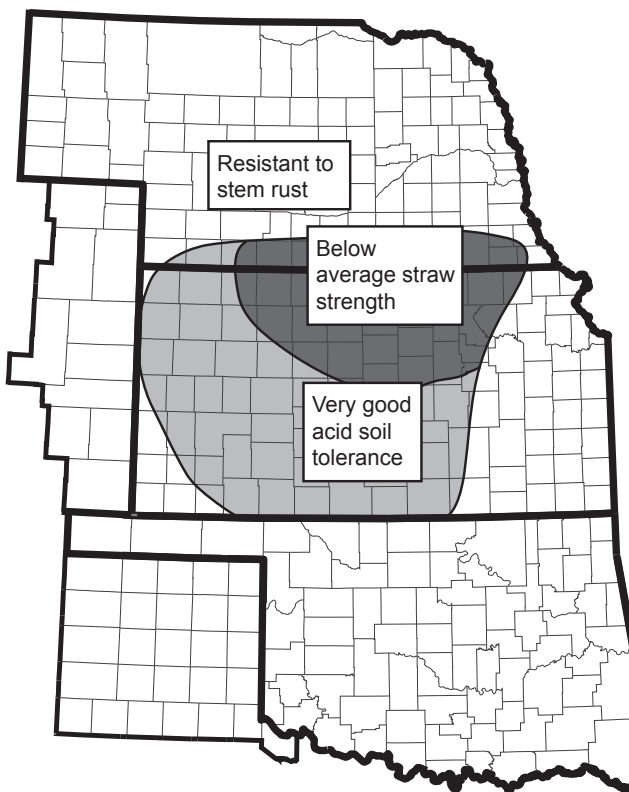 Resistant to
stem rust
Below
average straw
strength
Very good
acid soil
tolerance